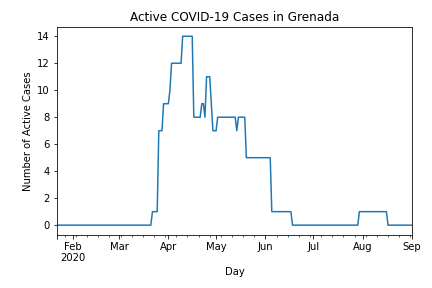 Active COVID-19 Cases in Grenada
Number of Active Cases
14
12
10
8
6
4
2
0
Feb Mar Apr May Jun Jul Aug Sep
2020
Day